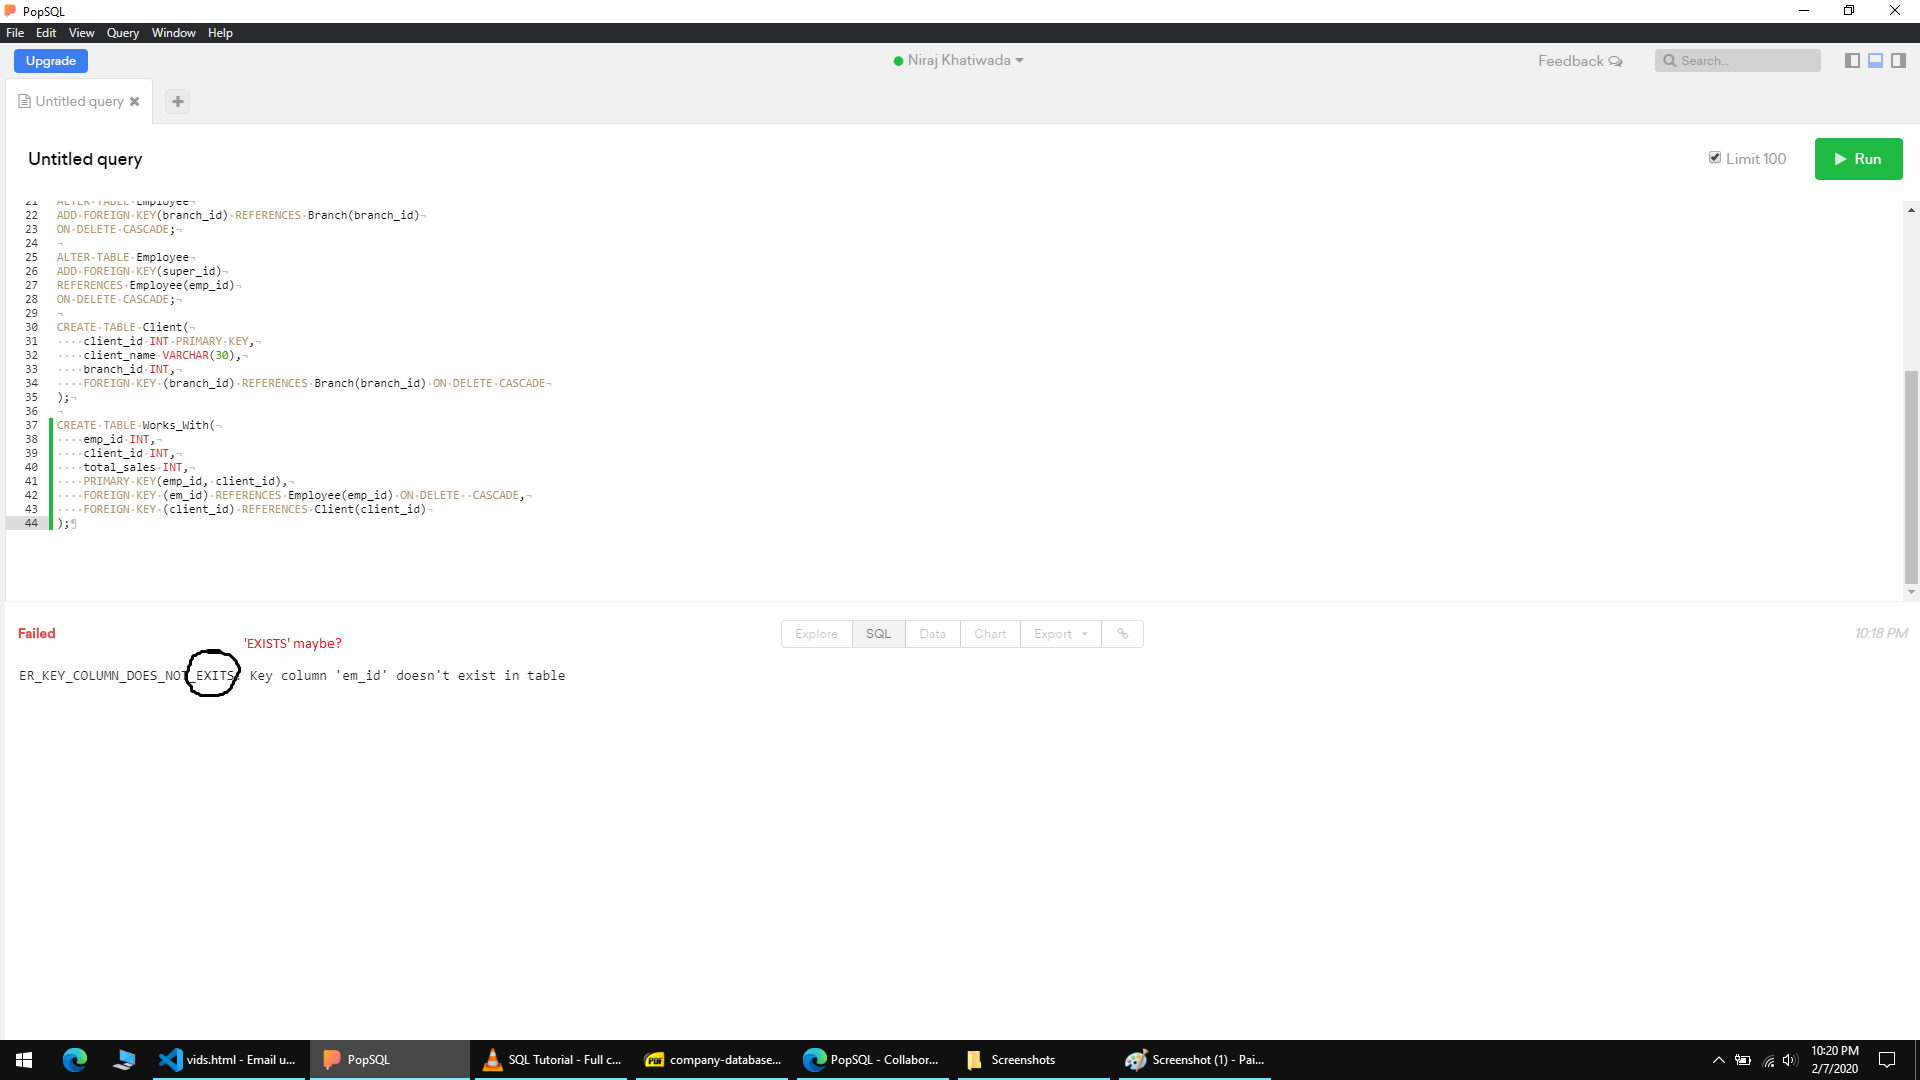 PopSQL
File Edit View Query Window Help
Upgrade
Niraj Khatiwada
Feedback
Search...
Untitled query
Untitled query
Limit 100
Run
21 ALTER TABLE Employee
22 ADD FOREIGN KEY(branch_id) REFERENCES Branch(branch_id)
23 ON DELETE CASCADE;
24
25 ALTER TABLE Employee
26 ADD FOREIGN KEY(super_id)
27 REFERENCES Employee(emp_id)
28 ON DELETE CASCADE;
29
30 CREATE TABLE Client(
31 client_id INT PRIMARY KEY,
32 client_name VARCHAR(30),
33 branch_id INT,
34 FOREIGN KEY (branch_id) REFERENCES Branch(branch_id) ON DELETE CASCADE
35 );
36
37 CREATE TABLE Works_With(
38 emp_id INT,
39 client_id INT,
40 total_sales INT,
41 PRIMARY KEY(emp_id, client_id),
42 FOREIGN KEY (em_id) REFERENCES Employee(emp_id) ON DELETE  CASCADE,
43 FOREIGN KEY (client_id) REFERENCES Client(client_id)
44 );
Failed
'EXISTS' maybe?
Explore SQL Data Chart Export
10:18 PM
ER_KEY_COLUMN_DOES_NOT_EXITS: Key column 'em_id' doesn't exist in table
vids.html - Email u...
PopSQL
SQL Tutorial - Full c...
company-database...
PopSQL - Collabor...
Screenshots
Screenshot (1) - Pai...
10:20 PM
2/7/2020